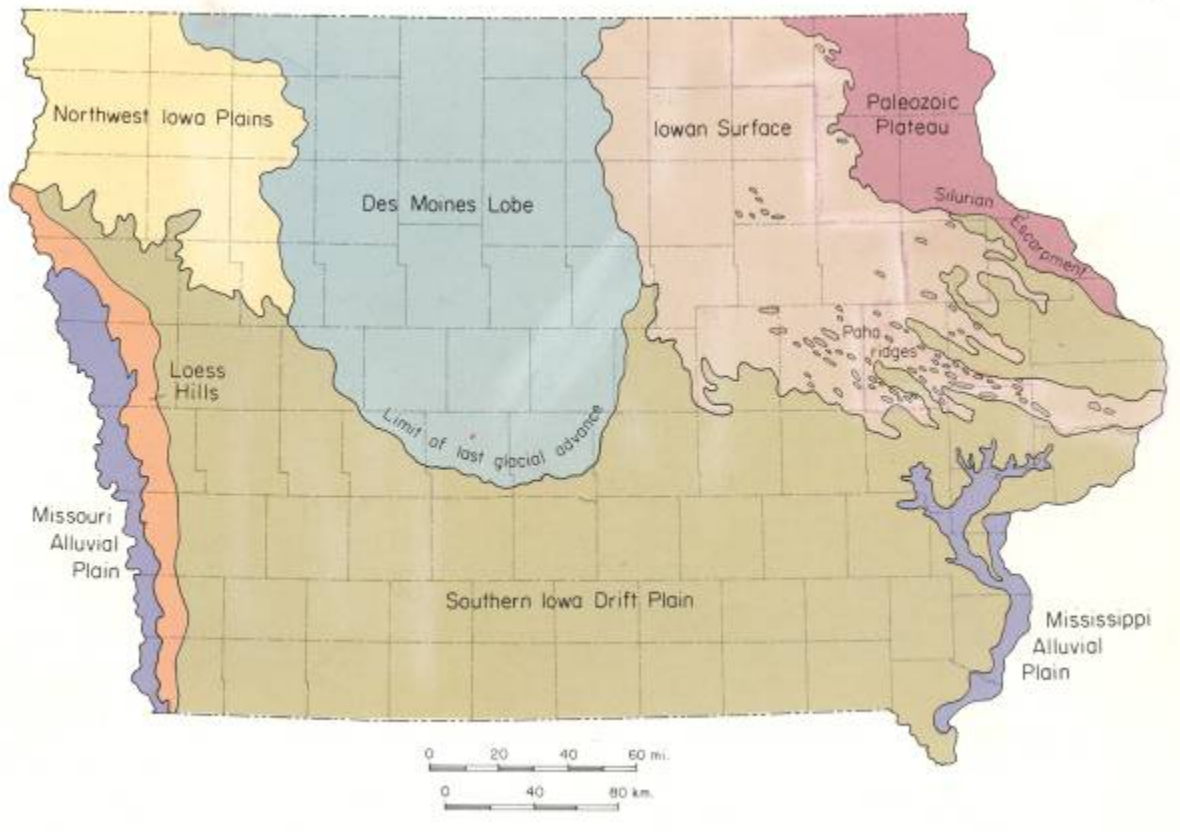 Northwest Iowa Plains
Des Moines Lobe
Iowan Surface
Paleozoic
Plateau
Silurian
Escarpment
Paha
ridges
Loess
Hills
Limit of last glacial advance
Missouri
Alluvial
Plain
Southern Iowa Drift Plain
Mississippi
Alluvial
Plain
0 20 40 60 mi.
0 40 80 km.